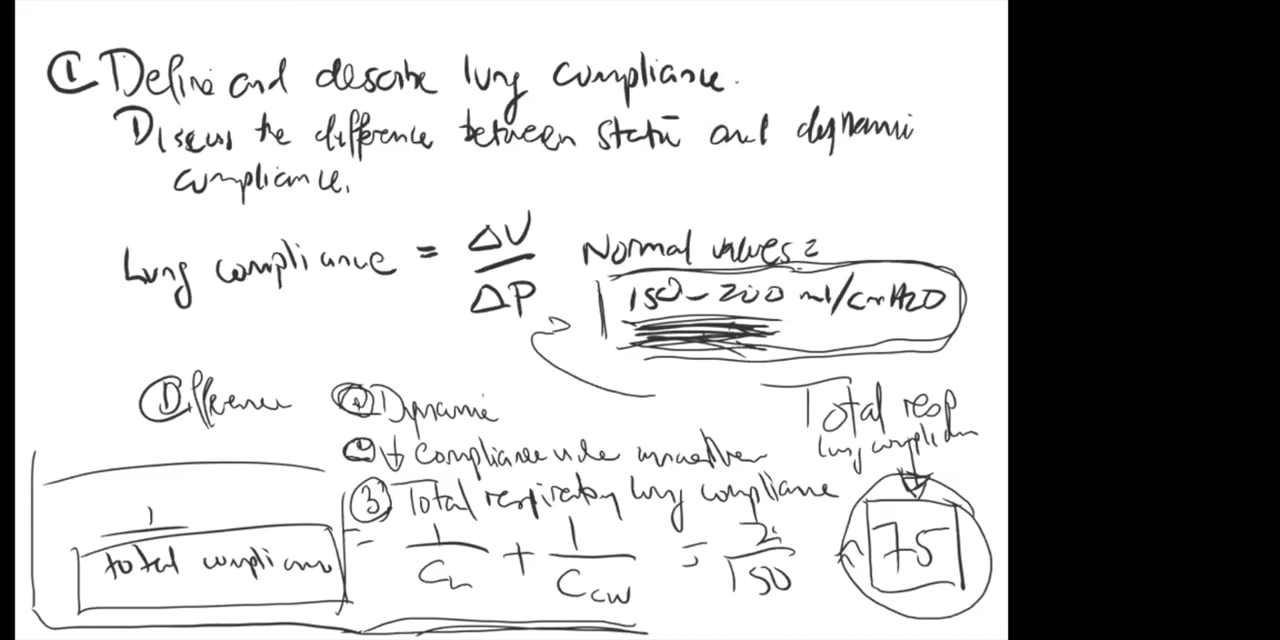 ① Define and describe lung compliance.
Discuss the difference between static and dynamic
compliance.
Lung compliance = ΔV / ΔP
Normal values =
150 - 200 ml/cmH2O
Difference
① Dynamic
② ↓ compliance
③ Total respiratory lung compliance
Total resp
lung compliance
75
1 / total compliance = 1 / CL + 1 / CCW = 2 / 150